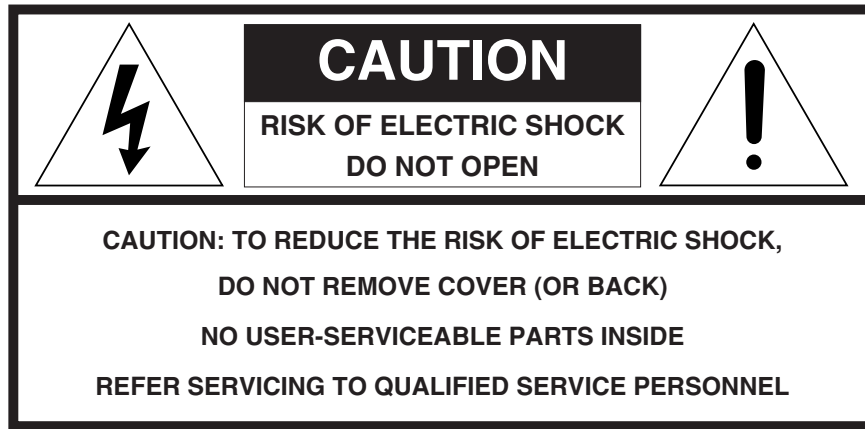 CAUTION
RISK OF ELECTRIC SHOCK
DO NOT OPEN
CAUTION: TO REDUCE THE RISK OF ELECTRIC SHOCK,
DO NOT REMOVE COVER (OR BACK)
NO USER-SERVICEABLE PARTS INSIDE
REFER SERVICING TO QUALIFIED SERVICE PERSONNEL